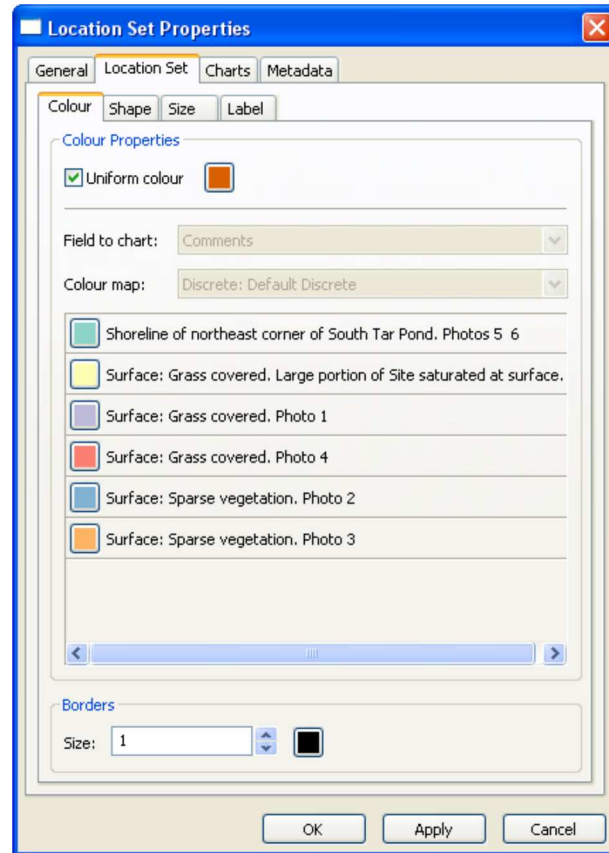 Location Set Properties
General Location Set Charts Metadata
Colour Shape Size Label
Colour Properties
Uniform colour
Field to chart: Comments
Colour map: Discrete: Default Discrete
Shoreline of northeast corner of South Tar Pond. Photos 5 6
Surface: Grass covered. Large portion of Site saturated at surface.
Surface: Grass covered. Photo 1
Surface: Grass covered. Photo 4
Surface: Sparse vegetation. Photo 2
Surface: Sparse vegetation. Photo 3
Borders
Size: 1
OK Apply Cancel